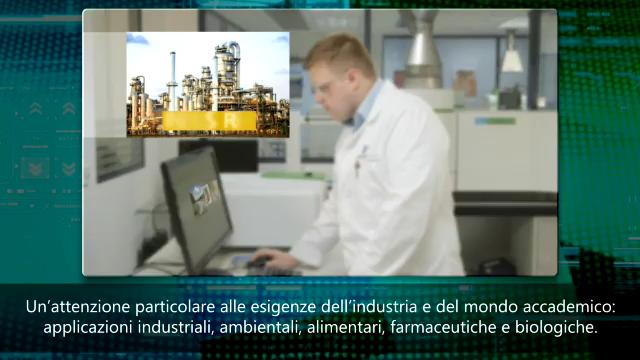 Un'attenzione particolare alle esigenze dell'industria e del mondo accademico:
applicazioni industriali, ambientali, alimentari, farmaceutiche e biologiche.